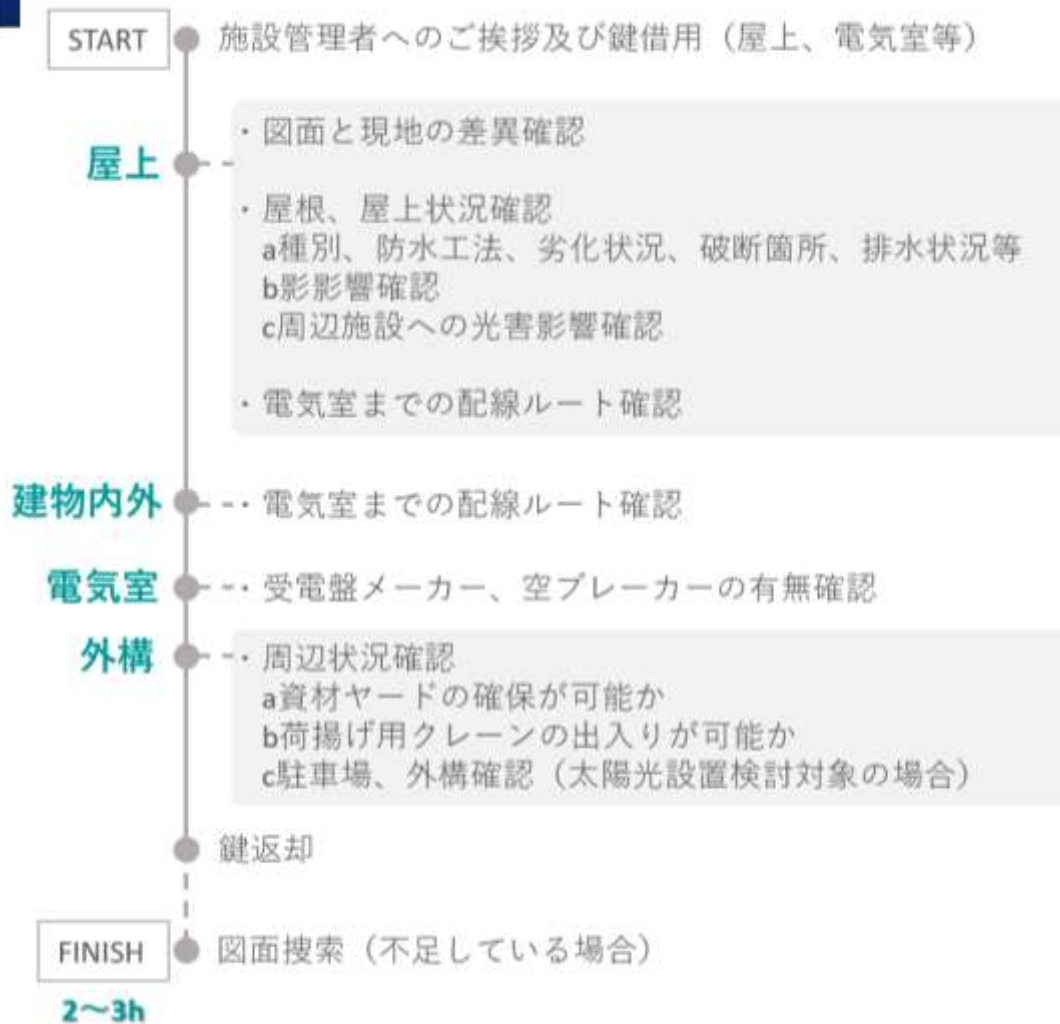 START 施設管理者へのご挨拶及び鍵借用（屋上、電気室等）
屋上
・図面と現地の差異確認
・屋根、屋上状況確認
a種別、防水工法、劣化状況、破断箇所、排水状況等
b影影響確認
c周辺施設への光害影響確認
・電気室までの配線ルート確認
建物内外 ・電気室までの配線ルート確認
電気室 ・受電盤メーカー、空ブレーカーの有無確認
外構 ・周辺状況確認
a資材ヤードの確保が可能か
b荷揚げ用クレーンの出入りが可能か
c駐車場、外構確認（太陽光設置検討対象の場合）
鍵返却
FINISH 図面捜索（不足している場合）
2〜3h